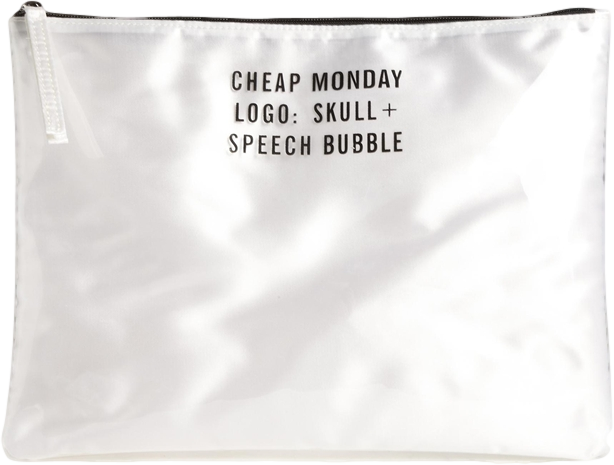 CHEAP MONDAY
LOGO: SKULL+
SPEECH BUBBLE